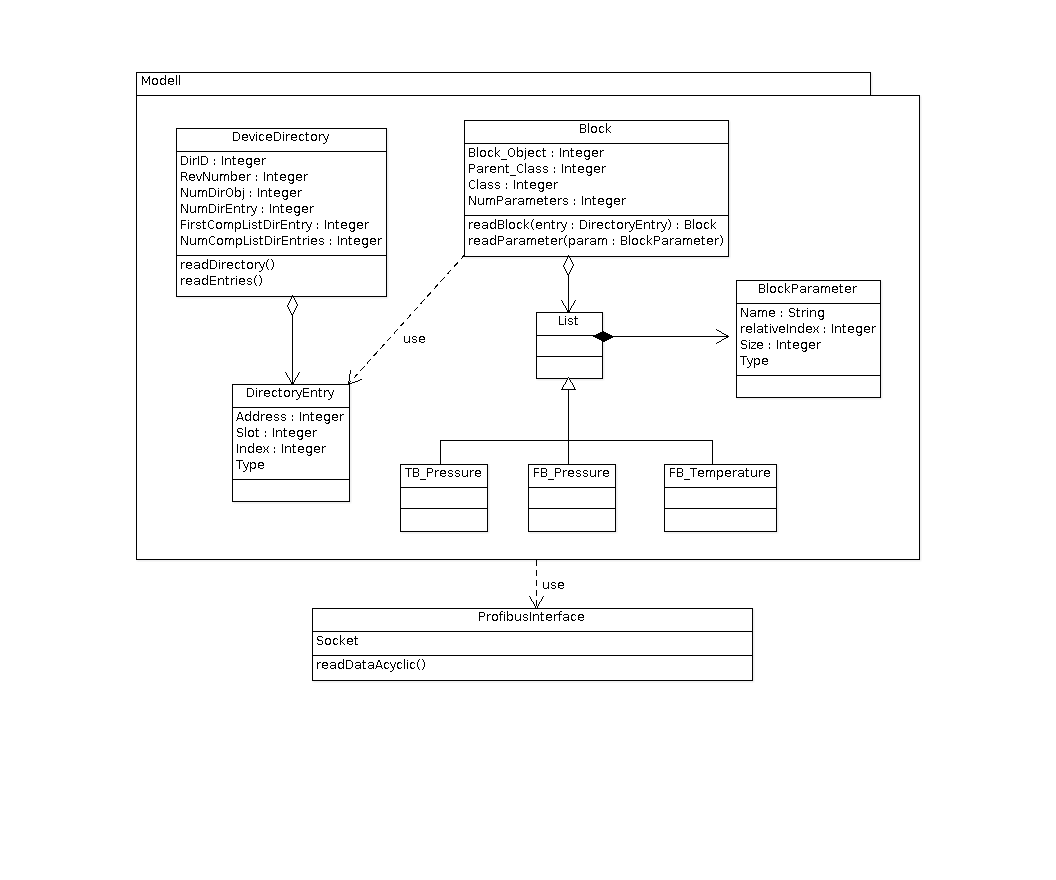 Modell
DeviceDirectory
DirID : Integer
RevNumber : Integer
NumDirObj : Integer
NumDirEntry : Integer
FirstCompListDirEntry : Integer
NumCompListDirEntries : Integer
readDirectory()
readEntries()
Block
Block_Object : Integer
Parent_Class : Integer
Class : Integer
NumParameters : Integer
readBlock(entry : DirectoryEntry) : Block
readParameter(param : BlockParameter)
use
List
BlockParameter
Name : String
relativeIndex : Integer
Size : Integer
Type
DirectoryEntry
Address : Integer
Slot : Integer
Index : Integer
Type
TB_Pressure
FB_Pressure
FB_Temperature
use
ProfibusInterface
Socket
readDataAcyclic()